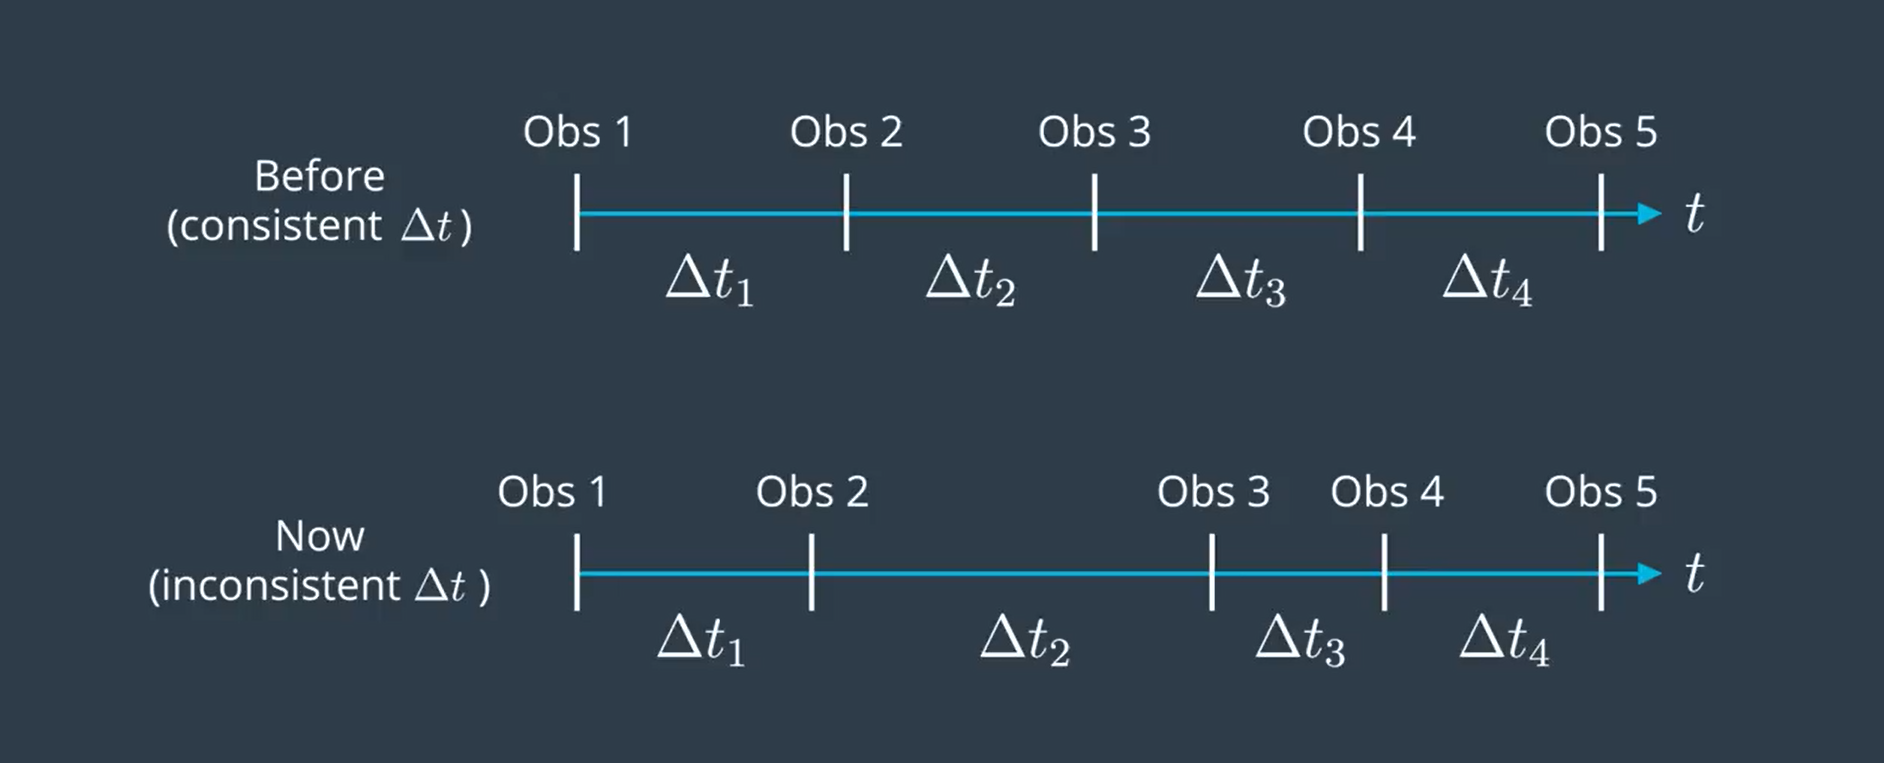 Obs 1 Obs 2 Obs 3 Obs 4 Obs 5
Before
(consistent Δt)
t
Δt₁ Δt₂ Δt₃ Δt₄
Obs 1 Obs 2 Obs 3 Obs 4 Obs 5
Now
(inconsistent Δt )
t
Δt₁ Δt₂ Δt₃ Δt₄